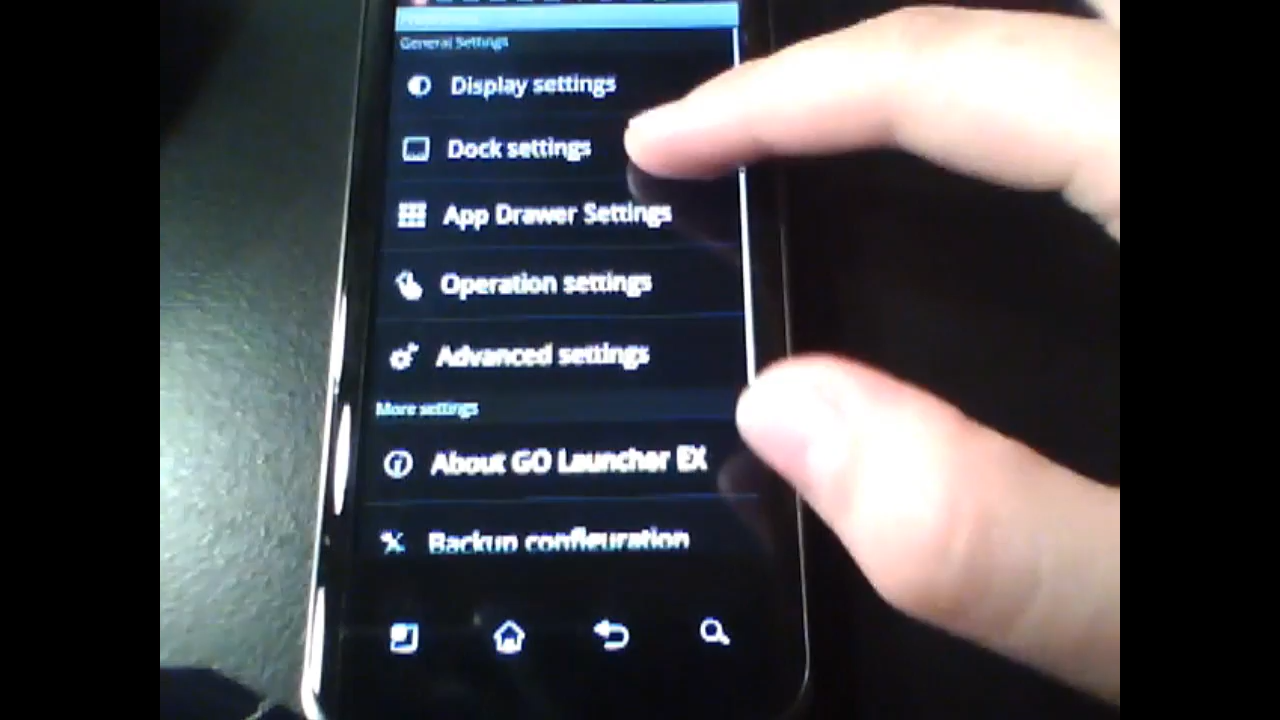 General Settings
Display settings
Dock settings
App Drawer Settings
Operation settings
Advanced settings
More settings
About GO Launcher EX
Backup configuration